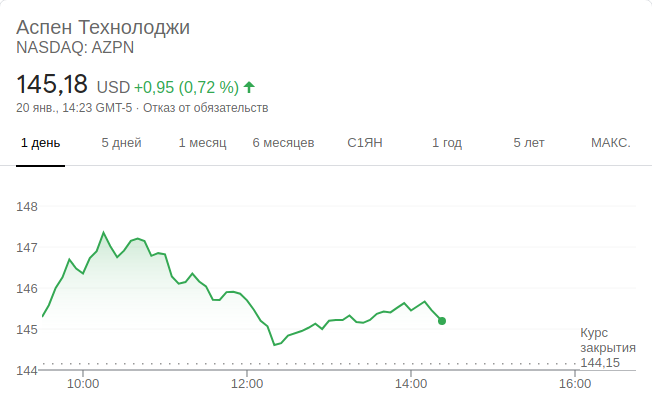 Аспен Технолоджи
NASDAQ: AZPN
145,18 USD +0,95 (0,72 %)
20 янв., 14:23 GMT-5 · Отказ от обязательств
1 день 5 дней 1 месяц 6 месяцев С1ЯН 1 год 5 лет МАКС.
148
147
146
145
144
Курс
закрытия
144,15
10:00 12:00 14:00 16:00